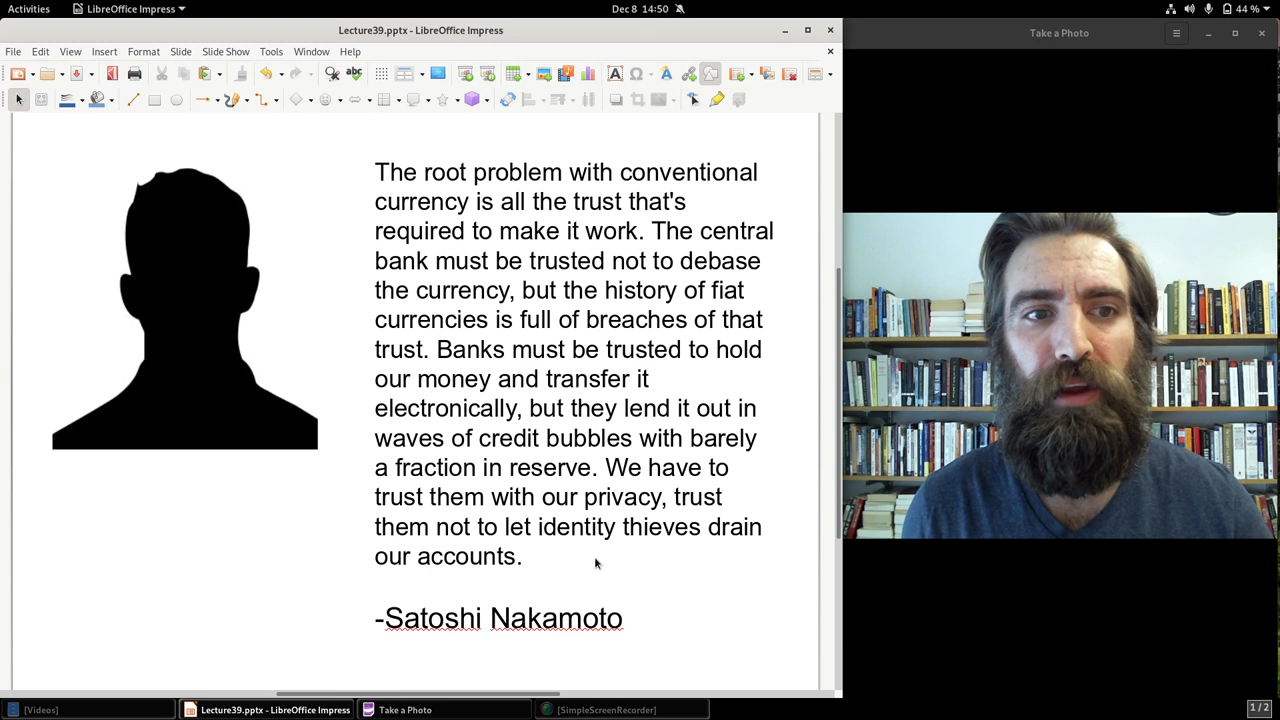 Activities LibreOffice Impress Dec 8 14:50 44 %
Lecture39.pptx - LibreOffice Impress
Take a Photo
File Edit View Insert Format Slide Slide Show Tools Window Help
The root problem with conventional
currency is all the trust that's
required to make it work. The central
bank must be trusted not to debase
the currency, but the history of fiat
currencies is full of breaches of that
trust. Banks must be trusted to hold
our money and transfer it
electronically, but they lend it out in
waves of credit bubbles with barely
a fraction in reserve. We have to
trust them with our privacy, trust
them not to let identity thieves drain
our accounts.
-Satoshi Nakamoto
[Videos] Lecture39.pptx - LibreOffice Impress Take a Photo [SimpleScreenRecorder] 1 / 2